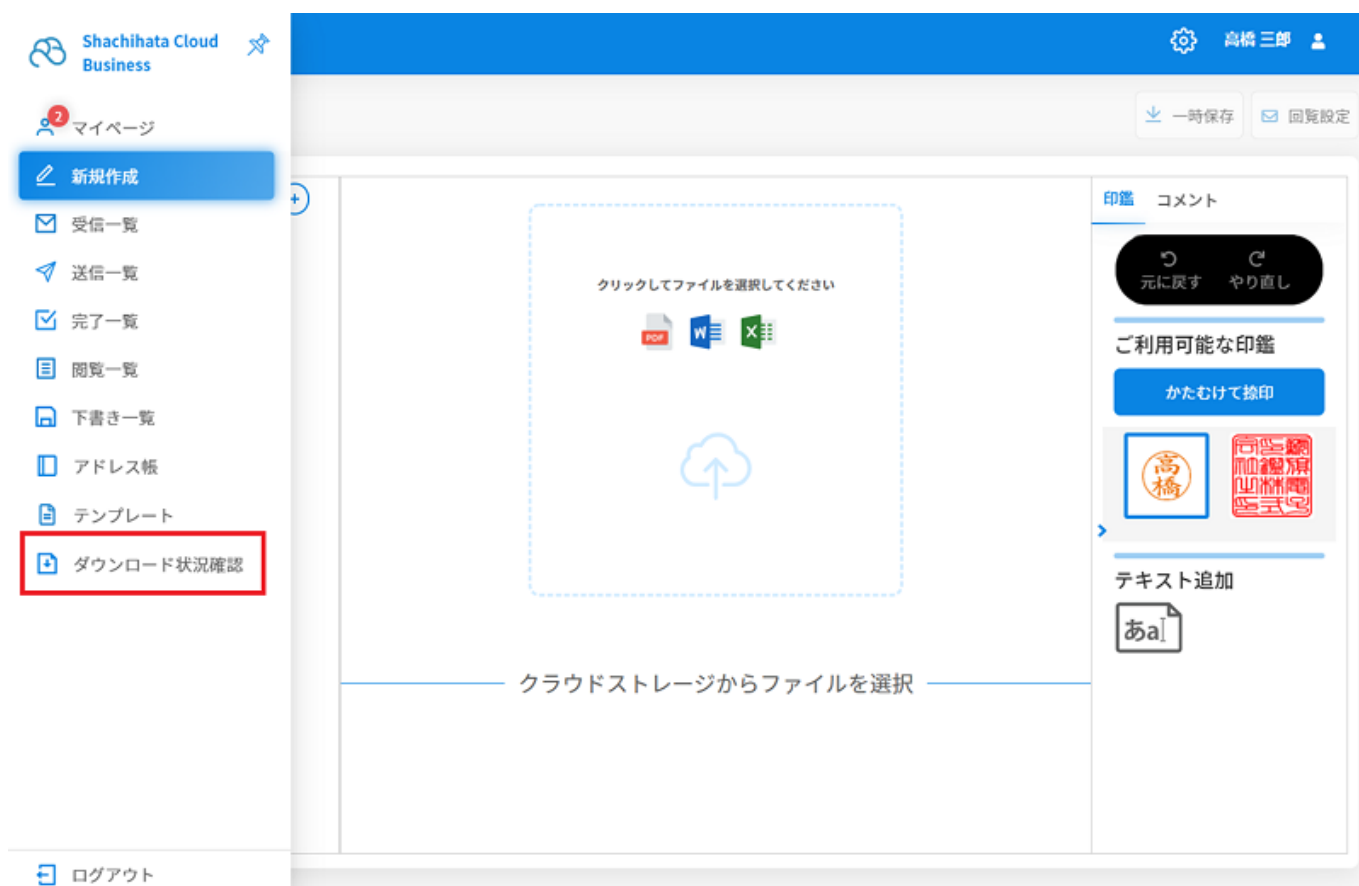 Shachihata Cloud
Business
高橋 三郎
2
マイページ
新規作成
受信一覧
送信一覧
完了一覧
閲覧一覧
下書き一覧
アドレス帳
テンプレート
ダウンロード状況確認
ログアウト
一時保存
回覧設定
クリックしてファイルを選択してください
PDF
W
X
クラウドストレージからファイルを選択
印鑑 コメント
元に戻す やり直し
ご利用可能な印鑑
かたむけて捺印
高橋
テキスト追加
あa